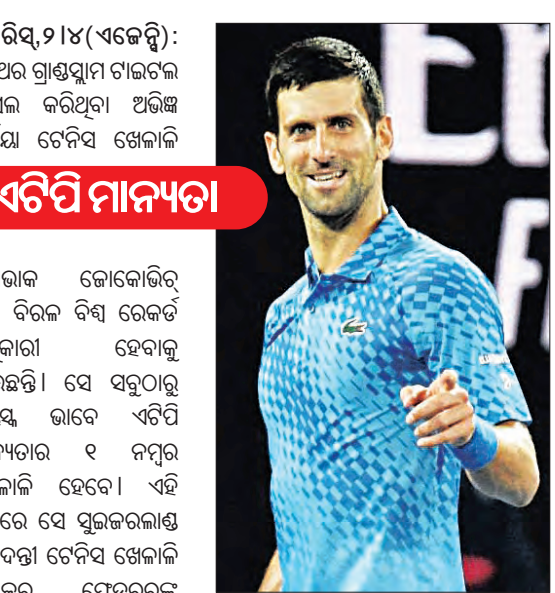 ରିସ୍,୨।୪(ଏଜେନ୍ସି):
ଗ୍ରାଣ୍ଡସ୍ଲାମ ଟାଇଟଲ
କରିଥିବା ଅଭିଜ୍ଞ
ଟେନିସ ଖେଳାଳି
ଏଟିପି ମାନ୍ୟତା
ଭାକ ଜୋକୋଭିଚ୍
ବିରଳ ବିଶ୍ୱ ରେକର୍ଡ
କାରୀ ହେବାକୁ
ଛନ୍ତି। ସେ ସବୁଠାରୁ
ସ୍କ ଭାବେ ଏଟିପି
ନ୍ୟତାର ୧ ନମ୍ବର
ଳାଳି ହେବେ। ଏହି
ରେ ସେ ସୁଇଜରଲାଣ୍ଡ
ଦନ୍ତୀ ଟେନିସ ଖେଳାଳି